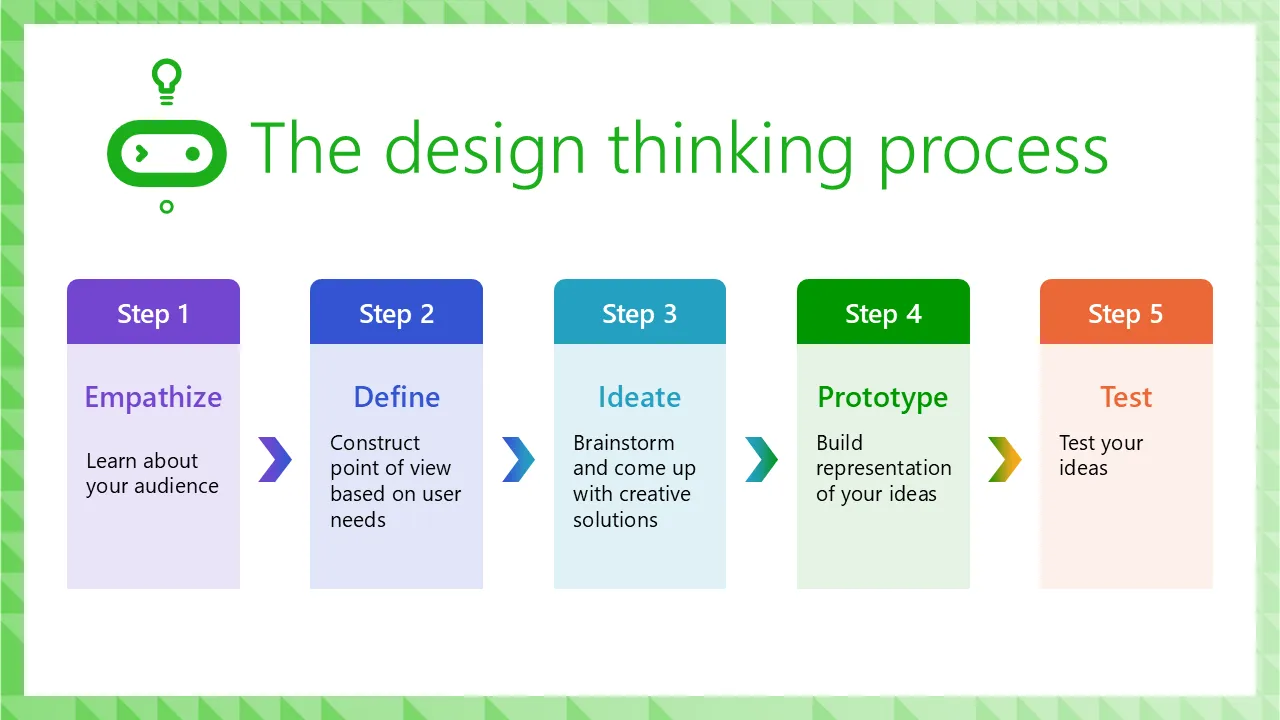 The design thinking process
Step 1
Empathize
Learn about
your audience
Step 2
Define
Construct
point of view
based on user
needs
Step 3
Ideate
Brainstorm
and come up
with creative
solutions
Step 4
Prototype
Build
representation
of your ideas
Step 5
Test
Test your
ideas